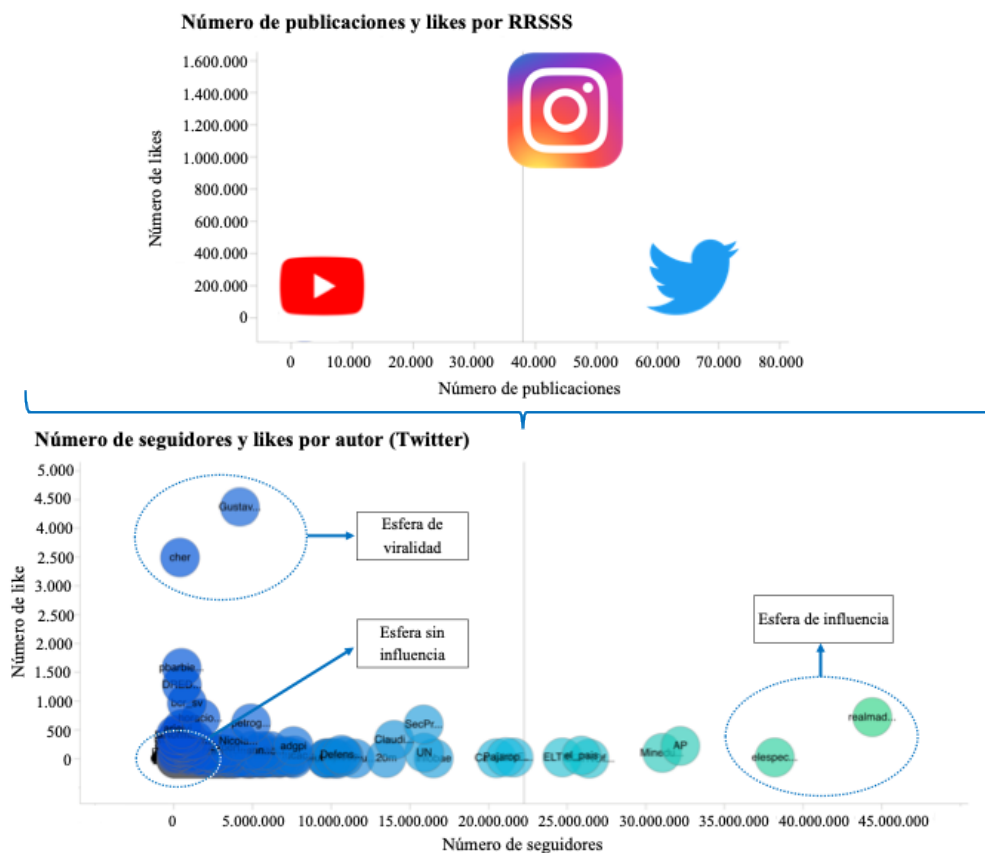 Número de publicaciones y likes por RRSSS
1.600.000
1.400.000
1.200.000
1.000.000
800.000
600.000
400.000
200.000
0
Número de likes
0 10.000 20.000 30.000 40.000 50.000 60.000 70.000 80.000
Número de publicaciones
Número de seguidores y likes por autor (Twitter)
5.000
4.500
4.000
2.500
3.000
2.500
2.000
1.500
1.000
500
0
Número de like
Gustav...
cher
Esfera de
viralidad
Esfera sin
influencia
Esfera de influencia
pbarbie...
DRED...
bcr_sv
petrog...
SecPr...
realmad...
Nicolu...
adgpi
Claudi...
Defens...
20m
UN
Pajarop...
ELT
el_pais
AP
elespec...
0 5.000.000 10.000.000 15.000.000 20.000.000 25.000.000 30.000.000 35.000.000 40.000.000 45.000.000
Número de seguidores